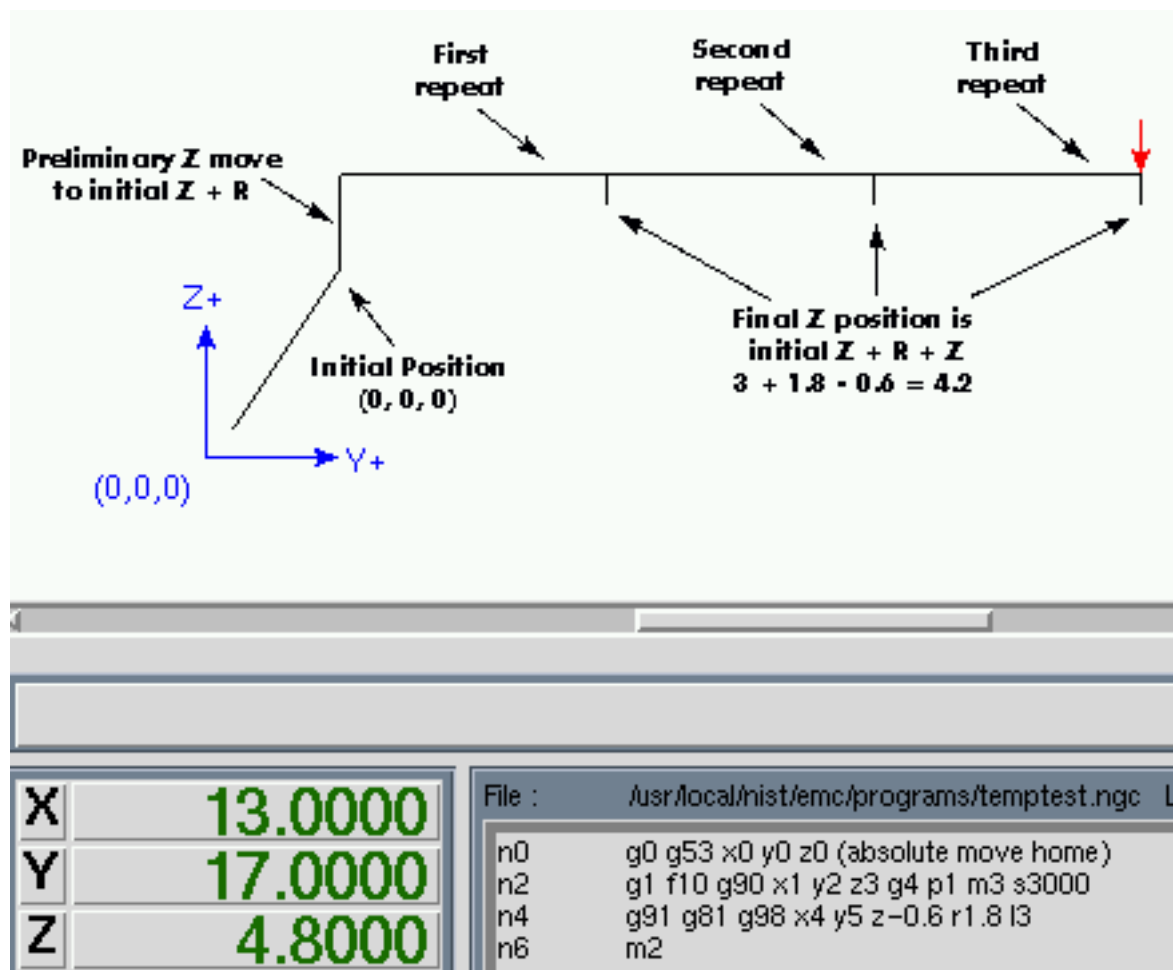 First
repeat
Second
repeat
Third
repeat
Preliminary Z move
to initial Z + R
Z+
Initial Position
(0, 0, 0)
Final Z position is
initial Z + R + Z
3 + 1.8 - 0.6 = 4.2
Y+
(0,0,0)
X 13.0000
Y 17.0000
Z 4.8000
File : /usr/local/nist/emc/programs/temptest.ngc L
n0 g0 g53 x0 y0 z0 (absolute move home)
n2 g1 f10 g90 x1 y2 z3 g4 p1 m3 s3000
n4 g91 g81 g98 x4 y5 z-0.6 r1.8 l3
n6 m2